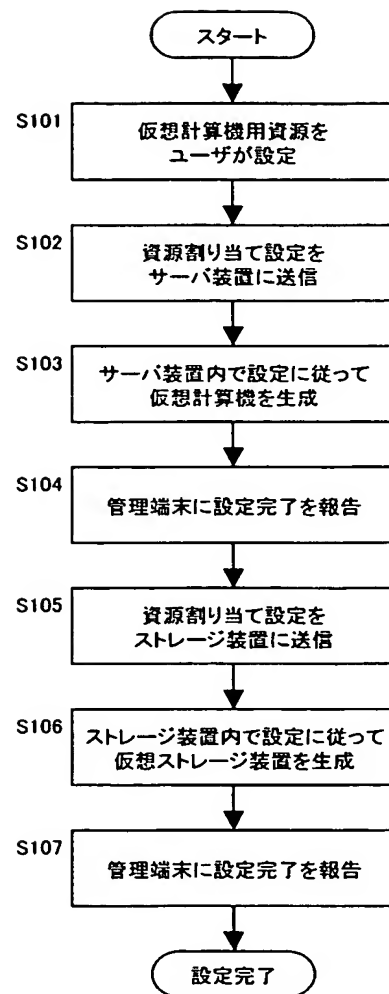 スタート
S101
仮想計算機用資源を
ユーザが設定
S102
資源割り当て設定を
サーバ装置に送信
S103
サーバ装置内で設定に従って
仮想計算機を生成
S104
管理端末に設定完了を報告
S105
資源割り当て設定を
ストレージ装置に送信
S106
ストレージ装置内で設定に従って
仮想ストレージ装置を生成
S107
管理端末に設定完了を報告
設定完了